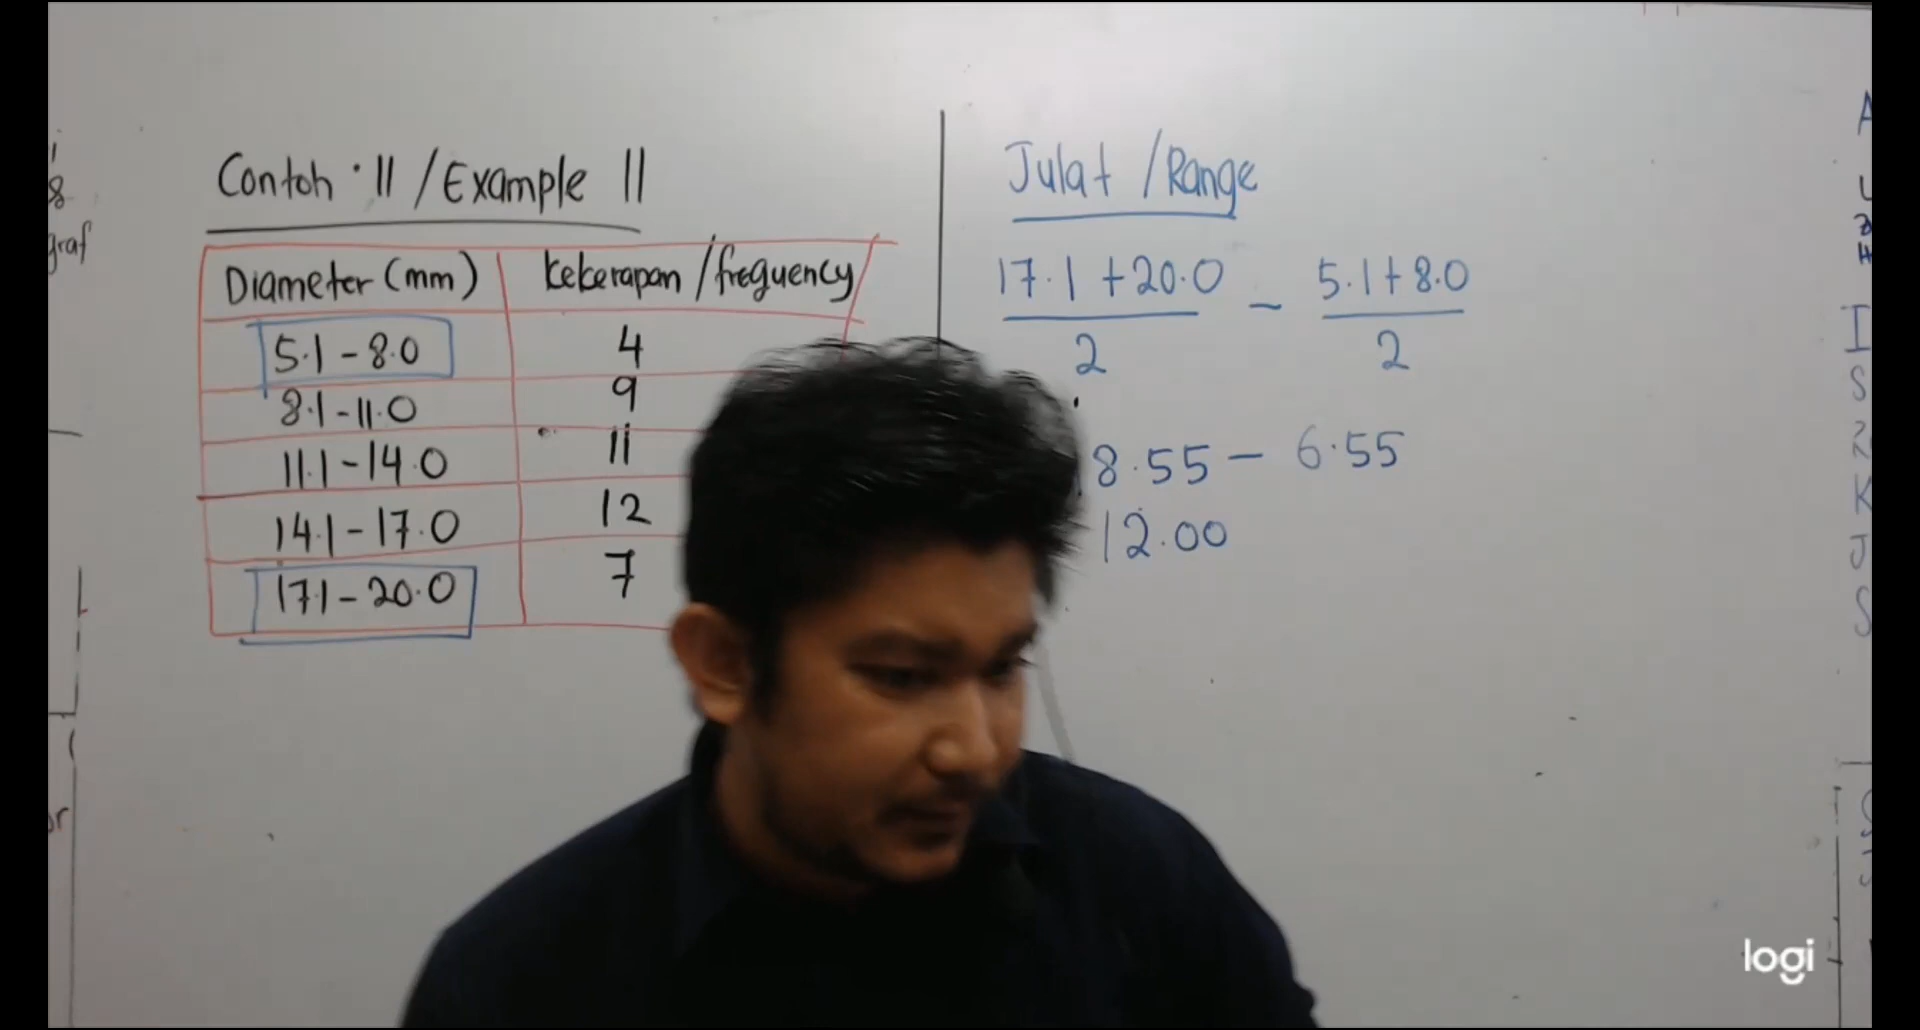 graf
Contoh 11 / Example 11
Diameter (mm) kekerapan / frequency
5.1 - 8.0 4
8.1 - 11.0 9
11.1 - 14.0 11
14.1 - 17.0 12
17.1 - 20.0 7
Julat / Range
17.1 + 20.0 - 5.1 + 8.0
2 2
8.55 - 6.55
12.00
A
I
S
K
J
S
logi